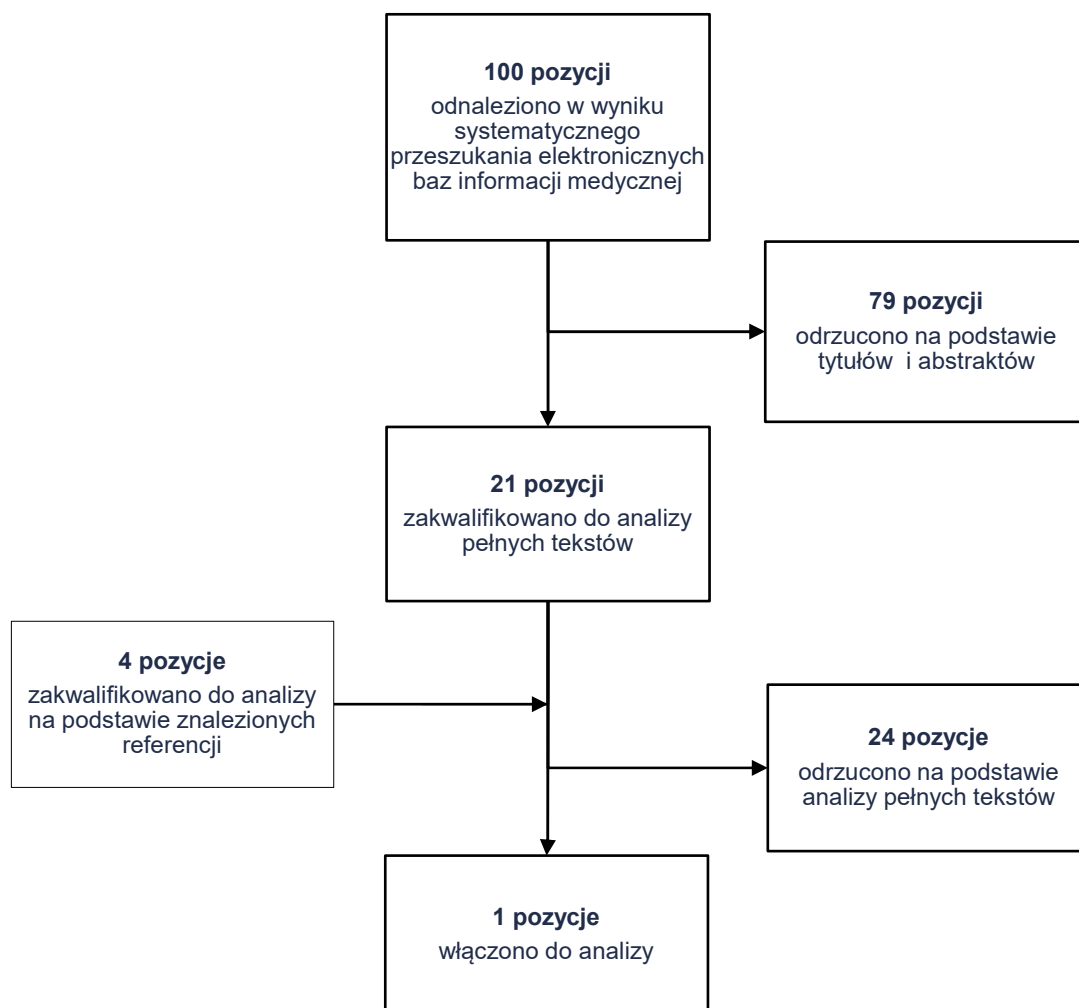 100 pozycji
odnaleziono w wyniku
systematycznego
przeszukania elektronicznych
baz informacji medycznej
79 pozycji
odrzucono na podstawie
tytułów  i abstraktów
21 pozycji
zakwalifikowano do analizy
pełnych tekstów
4 pozycje
zakwalifikowano do analizy
na podstawie znalezionych
referencji
24 pozycje
odrzucono na podstawie
analizy pełnych tekstów
1 pozycje
włączono do analizy